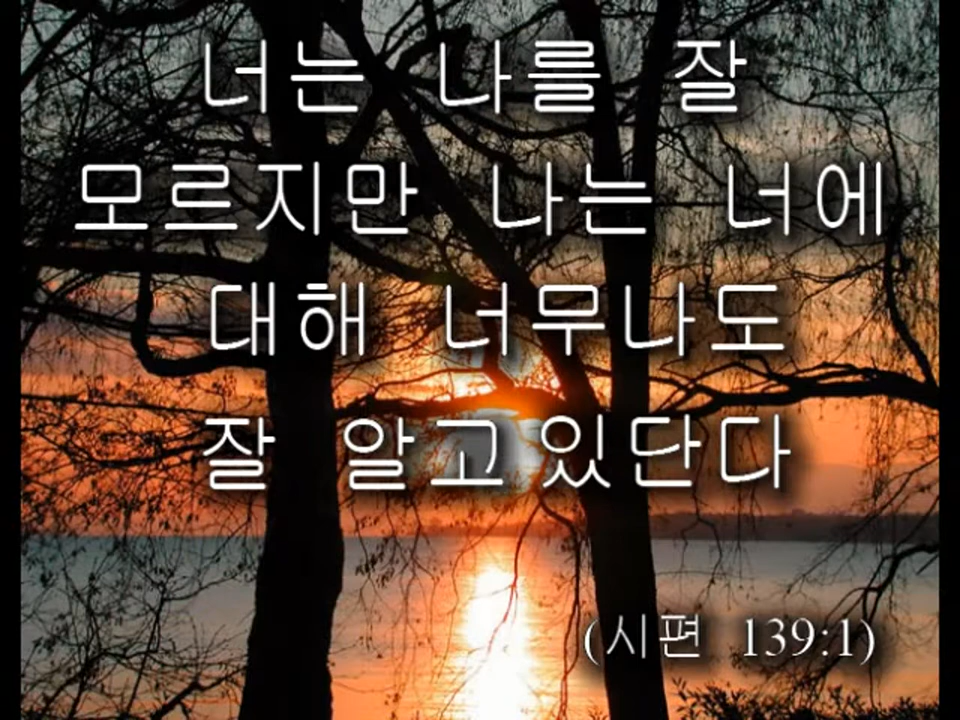 너는 나를 잘
모르지만 나는 너에
대해 너무나도
잘 알고 있단다
(시편 139:1)